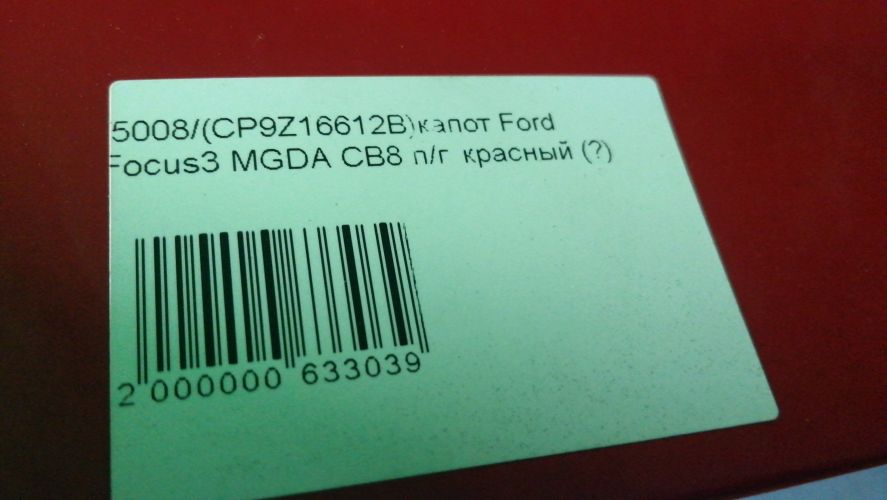 5008/(CP9Z16612B)капот Ford
Focus3 MGDA CB8 п/г красный (?)
2 000000 633039